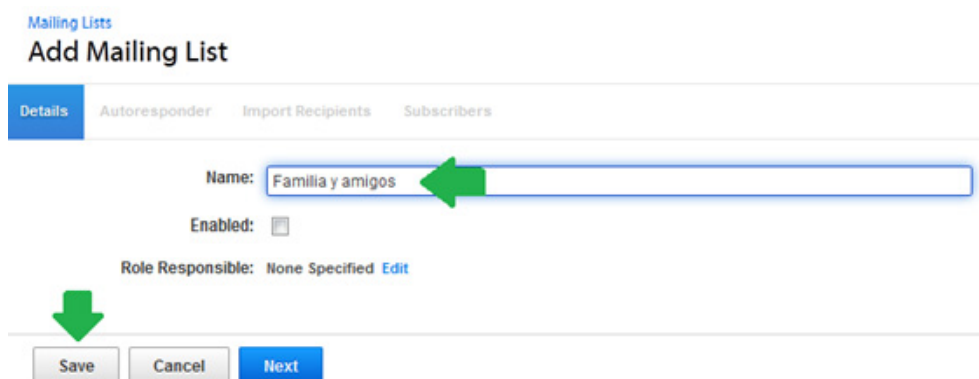 Mailing Lists
Add Mailing List
Details Autoresponder Import Recipients Subscribers
Name: Familia y amigos
Enabled:
Role Responsible: None Specified Edit
Save Cancel Next